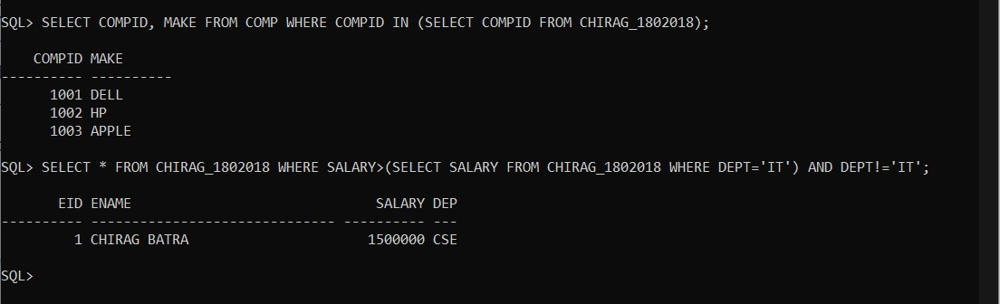 SQL> SELECT COMPID, MAKE FROM COMP WHERE COMPID IN (SELECT COMPID FROM CHIRAG_1802018);
COMPID MAKE
---------- ----------
1001 DELL
1002 HP
1003 APPLE
SQL> SELECT * FROM CHIRAG_1802018 WHERE SALARY>(SELECT SALARY FROM CHIRAG_1802018 WHERE DEPT='IT') AND DEPT!='IT';
EID ENAME SALARY DEP
---------- ------------------------------ ---------- ---
1 CHIRAG BATRA 1500000 CSE
SQL>